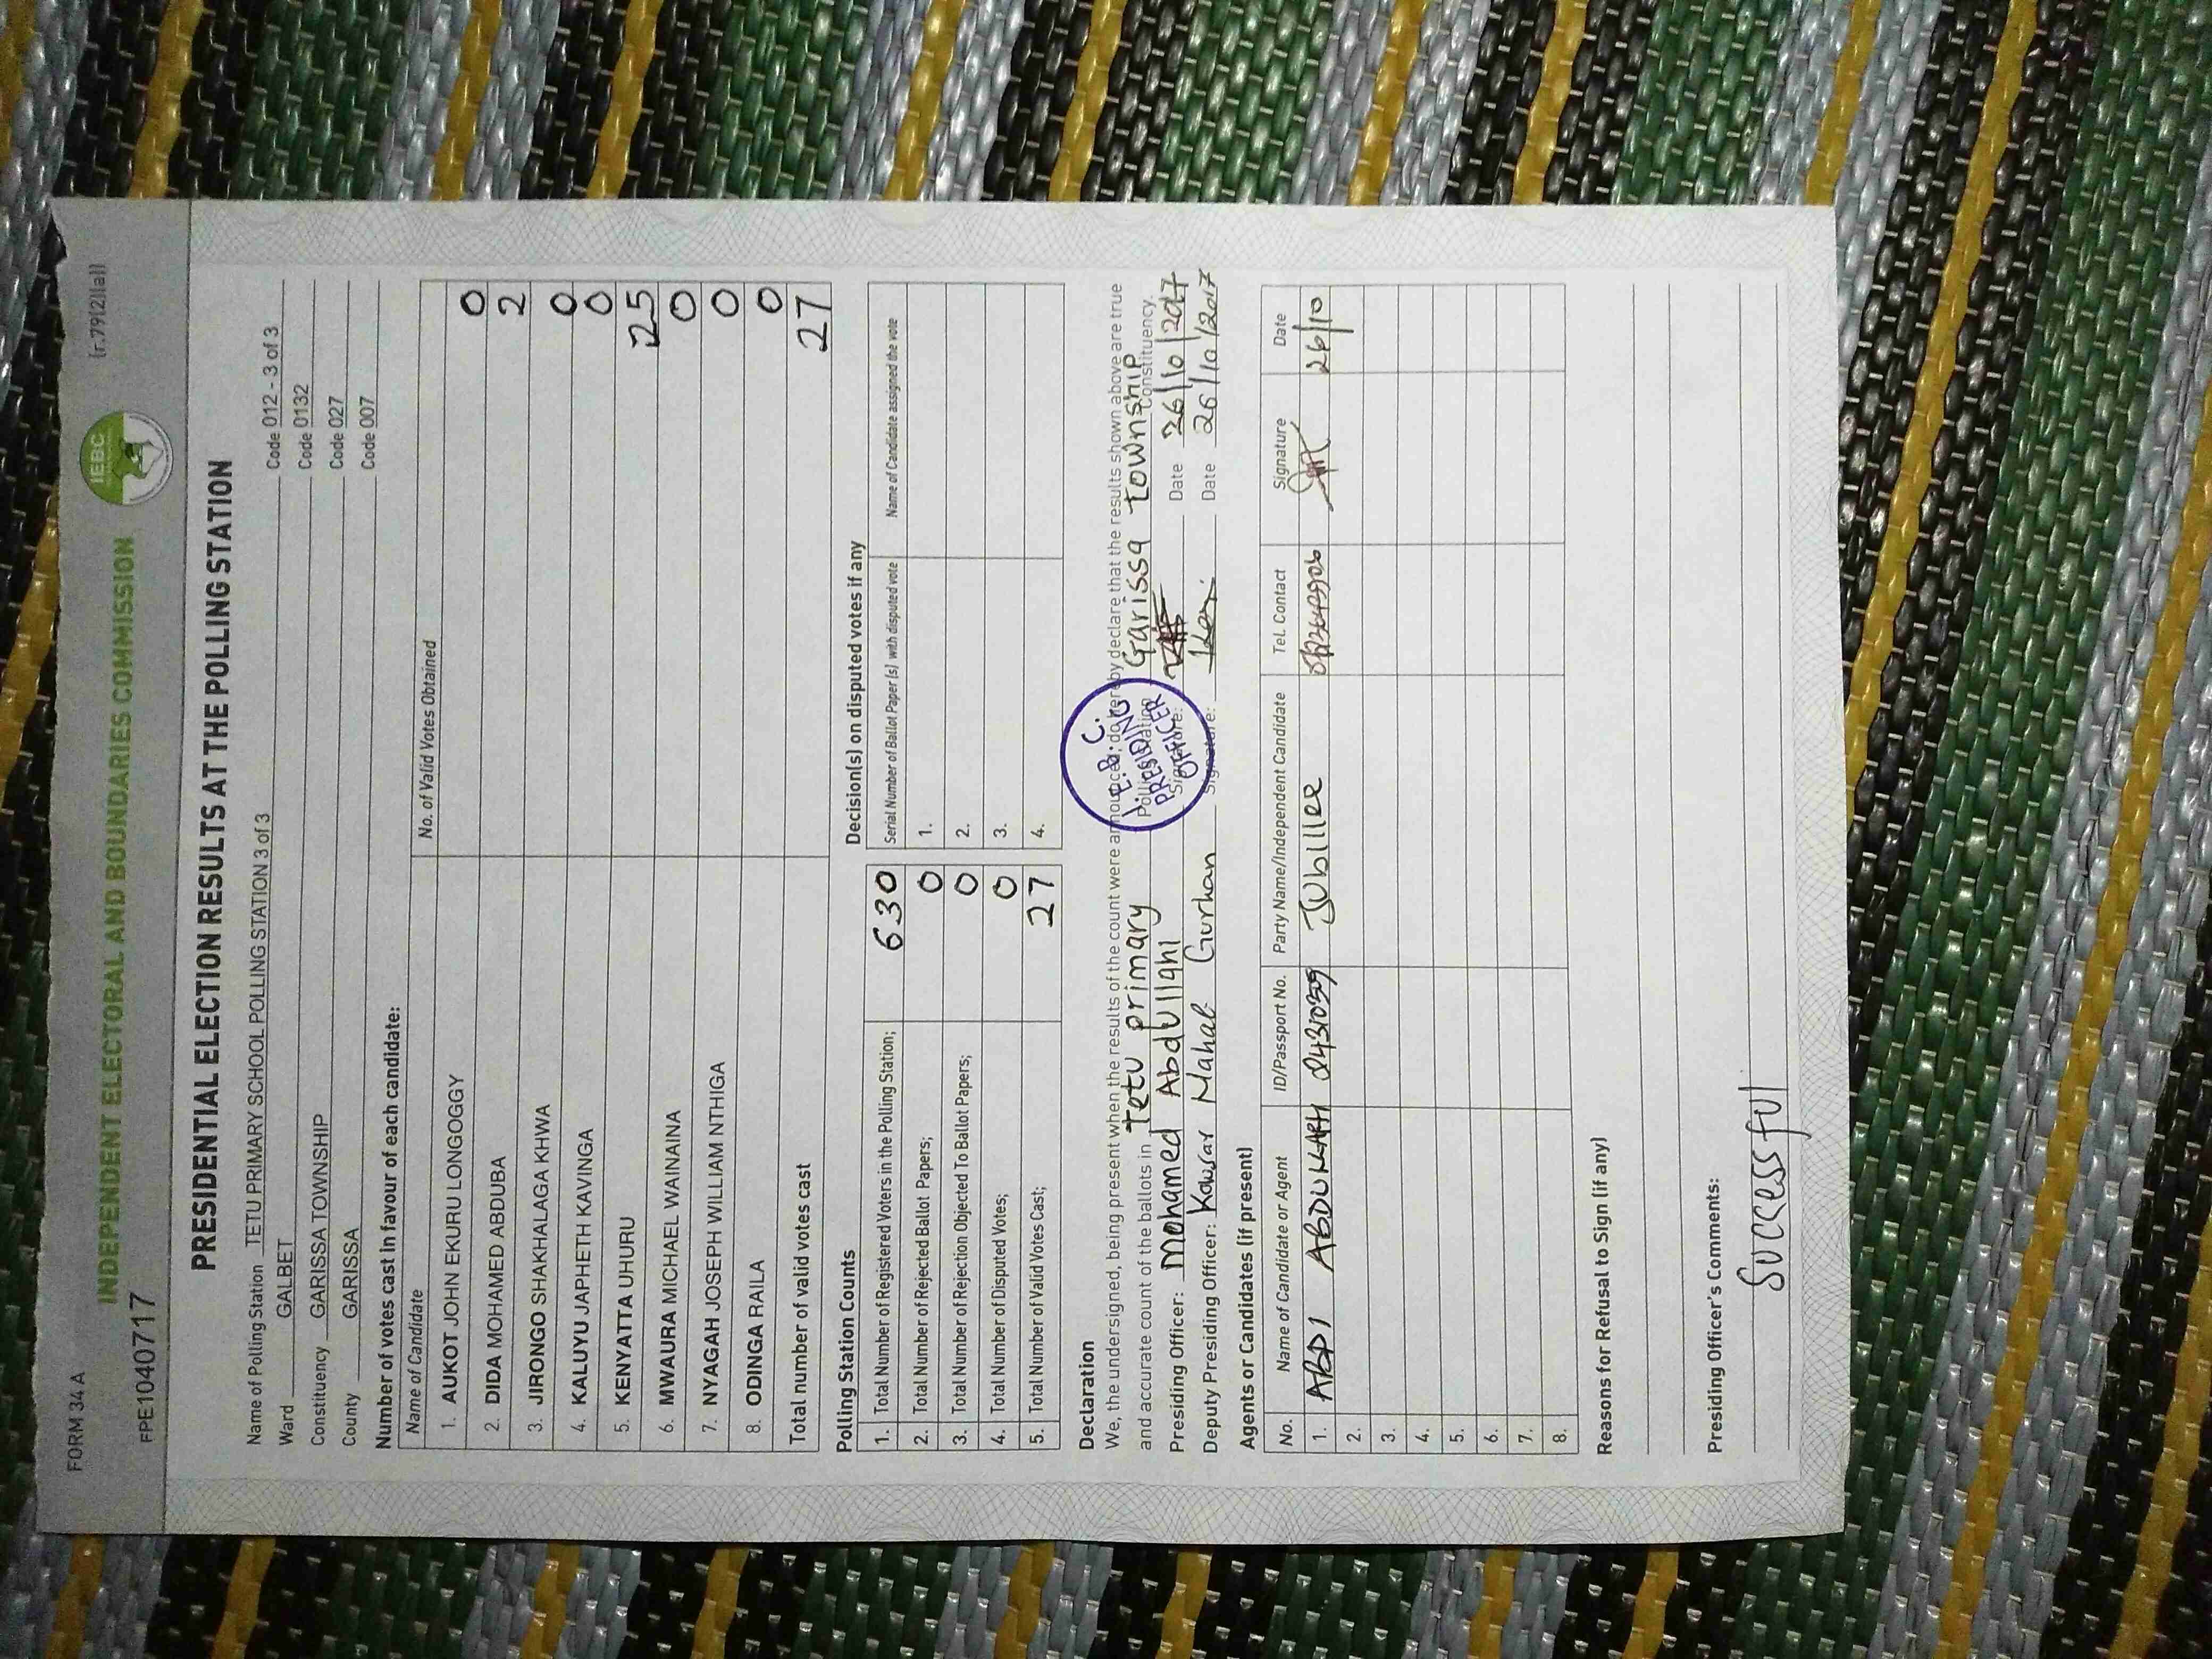 FORM 34 A
(r.79(2)(a))
INDEPENDENT ELECTORAL AND BOUNDARIES COMMISSION
IEBC
FPE1040717
PRESIDENTIAL ELECTION RESULTS AT THE POLLING STATION
Name of Polling Station TETU PRIMARY SCHOOL POLLING STATION 3 of 3 Code 012 - 3 of 3
Ward GALBET Code 0132
Constituency GARISSA TOWNSHIP Code 027
County GARISSA Code 007
Number of votes cast in favour of each candidate:
Name of Candidate No. of Valid Votes Obtained
1. AUKOT JOHN EKURU LONGOGGY 0
2. DIDA MOHAMED ABDUBA 2
3. JIRONGO SHAKHALAGA KHWA 0
4. KALUYU JAPHETH KAVINGA 0
5. KENYATTA UHURU 25
6. MWAURA MICHAEL WAINAINA 0
7. NYAGAH JOSEPH WILLIAM NTHIGA 0
8. ODINGA RAILA 0
Total number of valid votes cast 27
Polling Station Counts
1. Total Number of Registered Voters in the Polling Station; 630
2. Total Number of Rejected Ballot Papers; 0
3. Total Number of Rejection Objected To Ballot Papers; 0
4. Total Number of Disputed Votes; 0
5. Total Number of Valid Votes Cast; 27
Decision(s) on disputed votes if any
Serial Number of Ballot Paper (s) with disputed vote Name of Candidate assigned the vote
1.
2.
3.
4.
Declaration
We, the undersigned, being present when the results of the count were announced; do hereby declare that the results shown above are true
and accurate count of the ballots in Tetu primary Polling Garissa township Constituency.
Presiding Officer: Mohamed Abdullahi Signature: Date 26/10/2017
Deputy Presiding Officer: Kowsar Mahat Gurhan Signature: Date 26/10/2017
I.E.B.C.
PRESIDING
OFFICER
Agents or Candidates (if present)
No. Name of Candidate or Agent ID/Passport No. Party Name/Independent Candidate Tel. Contact Signature Date
1. ABDI Jubilee 26/10
2.
3.
4.
5.
6.
7.
8.
Reasons for Refusal to Sign (if any)
Presiding Officer's Comments:
Successful